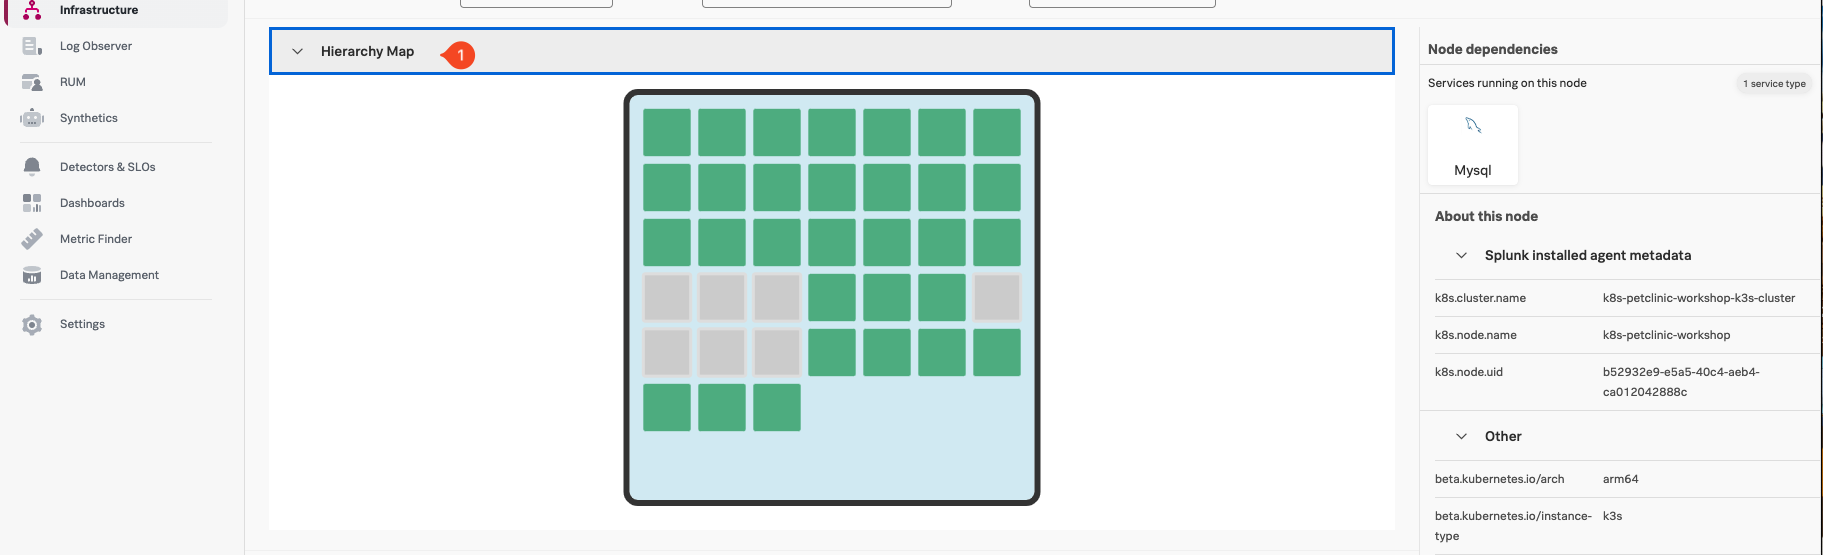 Infrastructure
Log Observer
RUM
Synthetics
Detectors & SLOs
Dashboards
Metric Finder
Data Management
Settings
Hierarchy Map
1
Node dependencies
Services running on this node
1 service type
Mysql
About this node
Splunk installed agent metadata
k8s.cluster.name k8s-petclinic-workshop-k3s-cluster
k8s.node.name k8s-petclinic-workshop
k8s.node.uid b52932e9-e5a5-40c4-aeb4-
ca012042888c
Other
beta.kubernetes.io/arch arm64
beta.kubernetes.io/instance- k3s
type